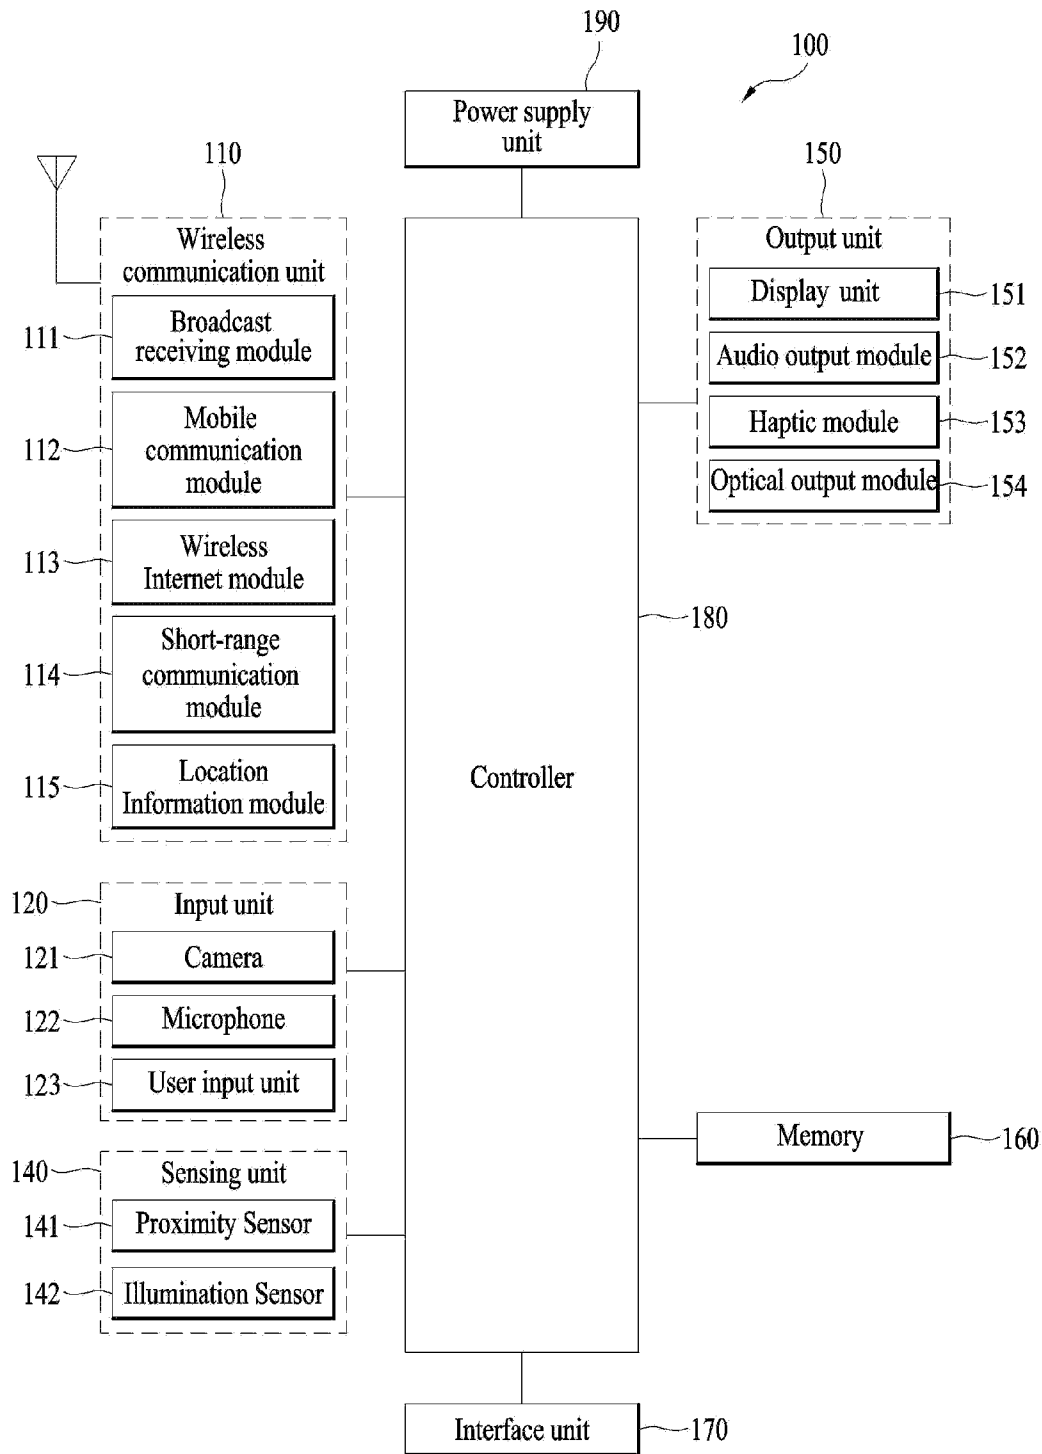 190
100
Power supply
unit
110
Wireless
communication unit
111
Broadcast
receiving module
112
Mobile
communication
module
113
Wireless
Internet module
114
Short-range
communication
module
115
Location
Information module
120
Input unit
121
Camera
122
Microphone
123
User input unit
140
Sensing unit
141
Proximity Sensor
142
Illumination Sensor
Controller
180
150
Output unit
Display unit
151
Audio output module
152
Haptic module
153
Optical output module
154
Memory
160
Interface unit
170